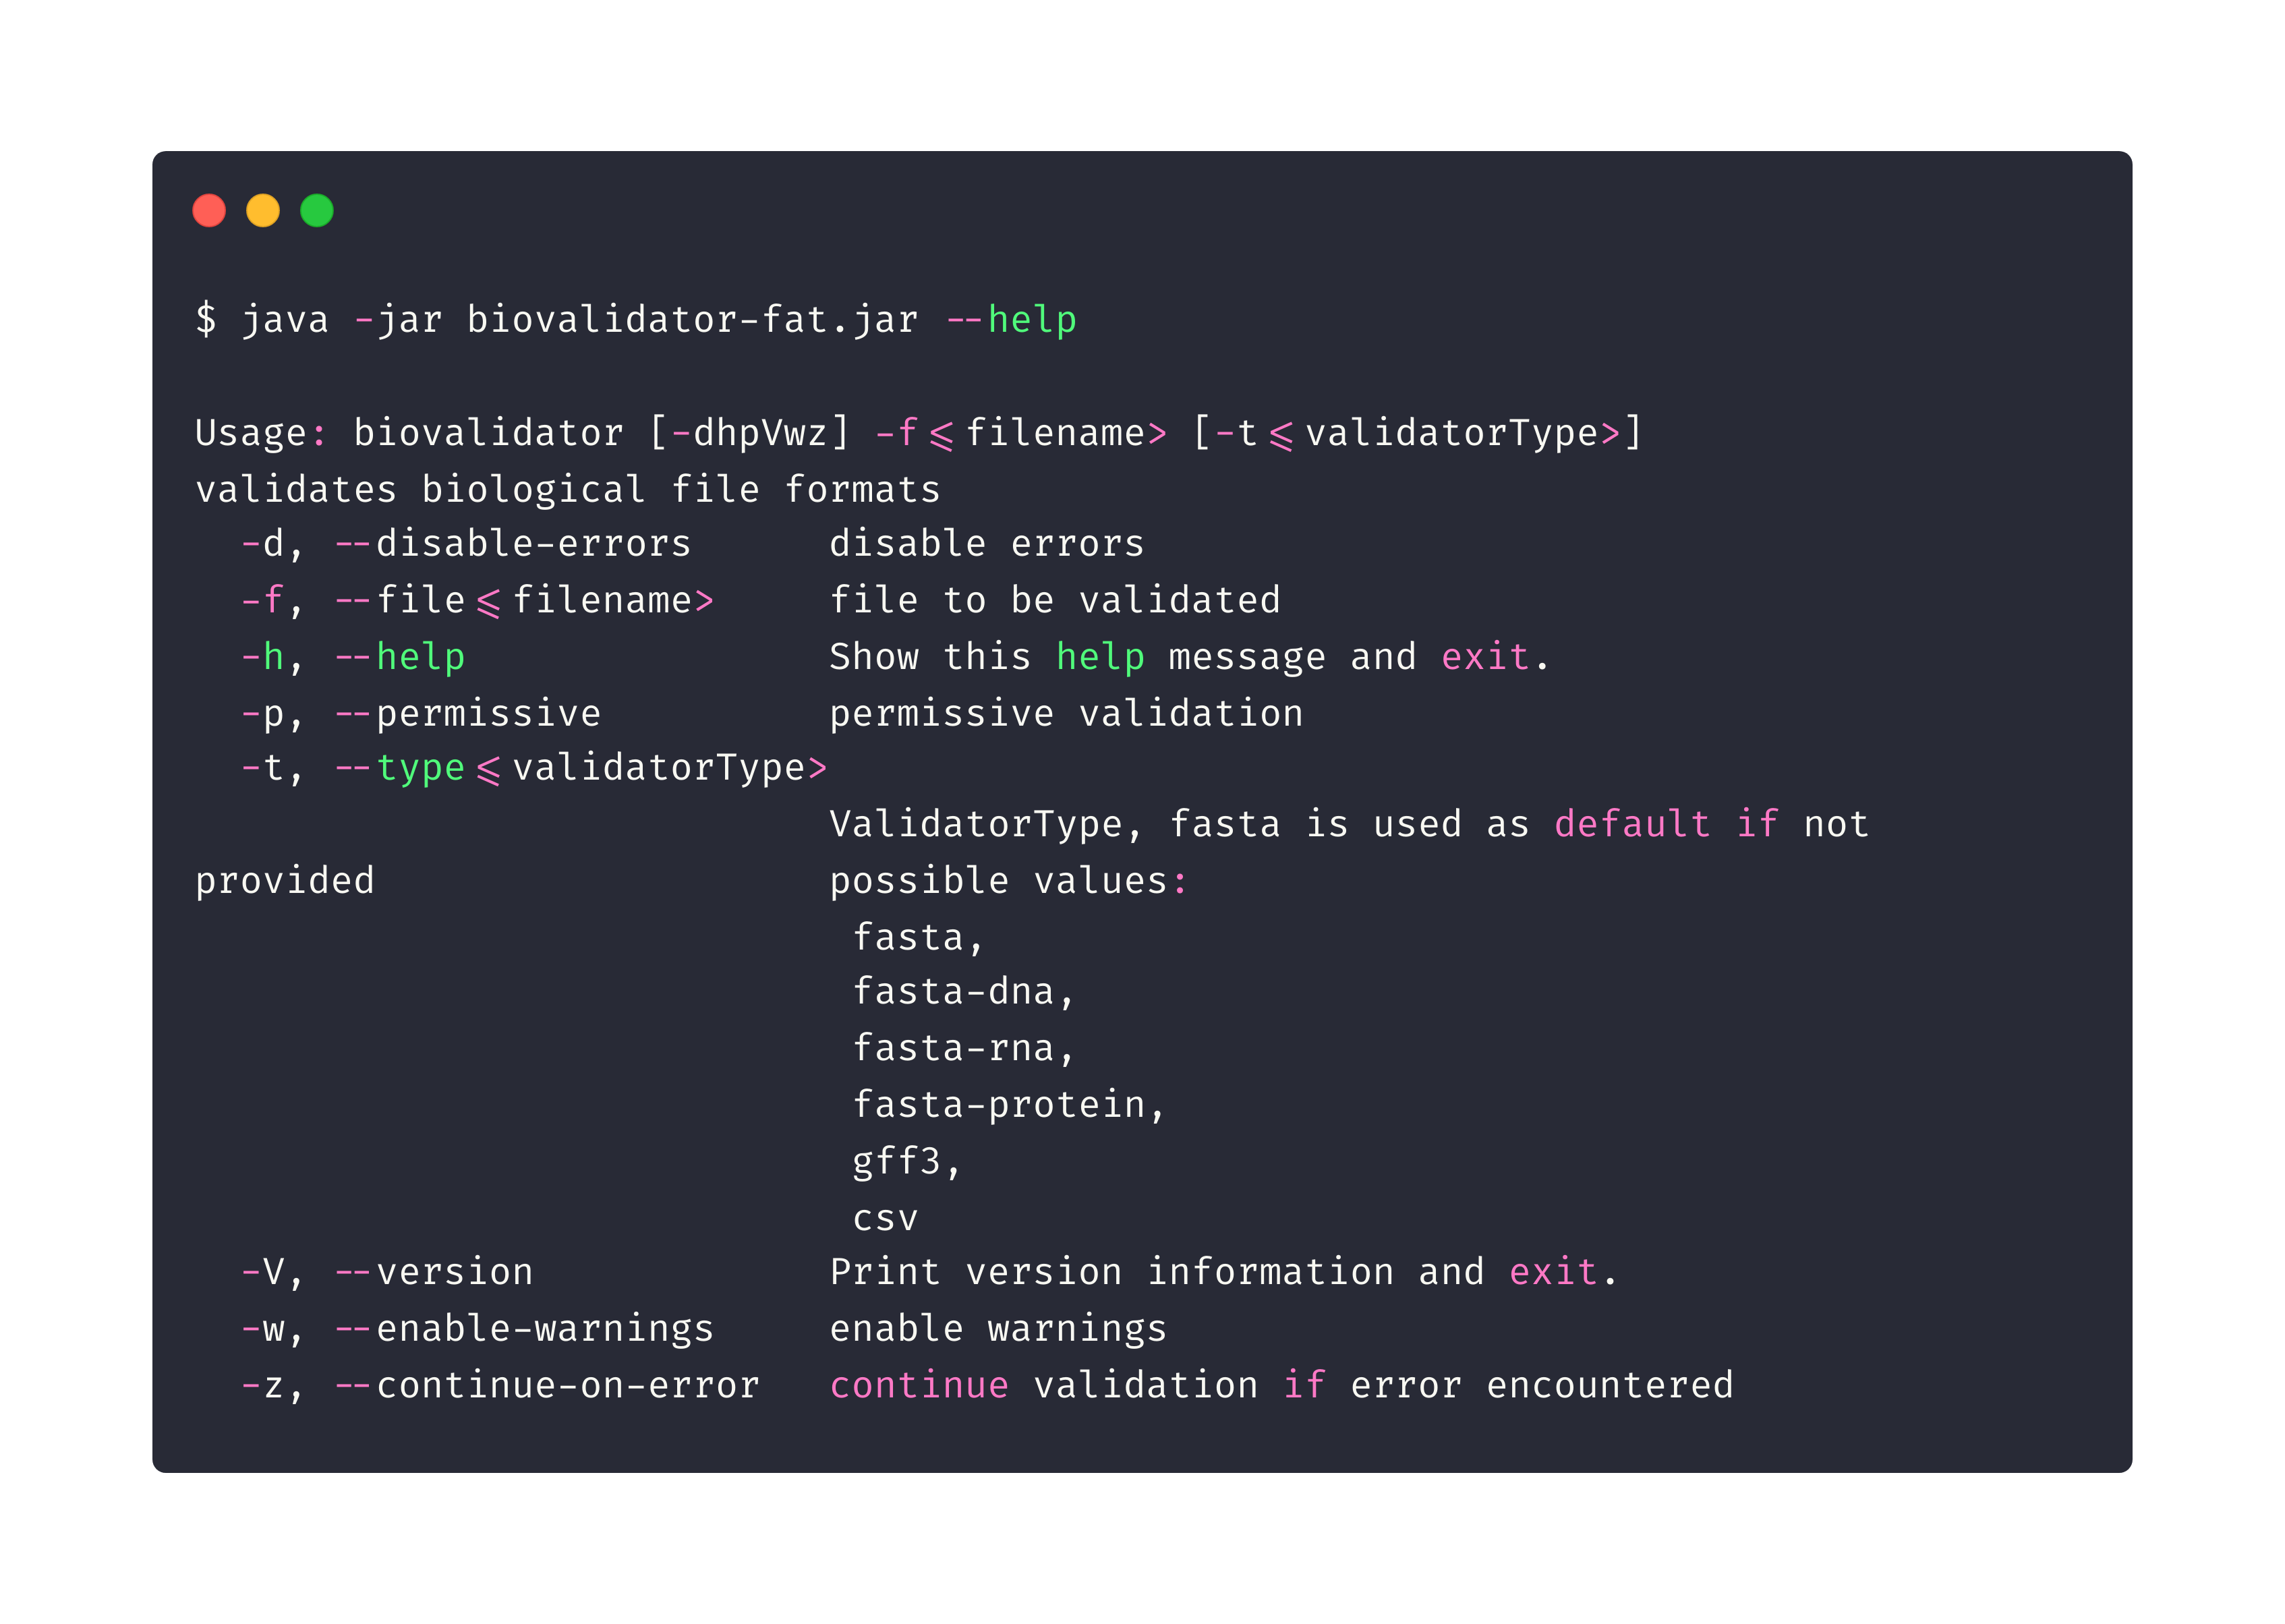 $ java -jar biovalidator-fat.jar --help
Usage: biovalidator [-dhpVwz] -f=<filename> [-t=<validatorType>]
validates biological file formats
  -d, --disable-errors      disable errors
  -f, --file=<filename>     file to be validated
  -h, --help                Show this help message and exit.
  -p, --permissive          permissive validation
  -t, --type=<validatorType>
                            ValidatorType, fasta is used as default if not
provided                    possible values:
                             fasta,
                             fasta-dna,
                             fasta-rna,
                             fasta-protein,
                             gff3,
                             csv
  -V, --version             Print version information and exit.
  -w, --enable-warnings     enable warnings
  -z, --continue-on-error   continue validation if error encountered